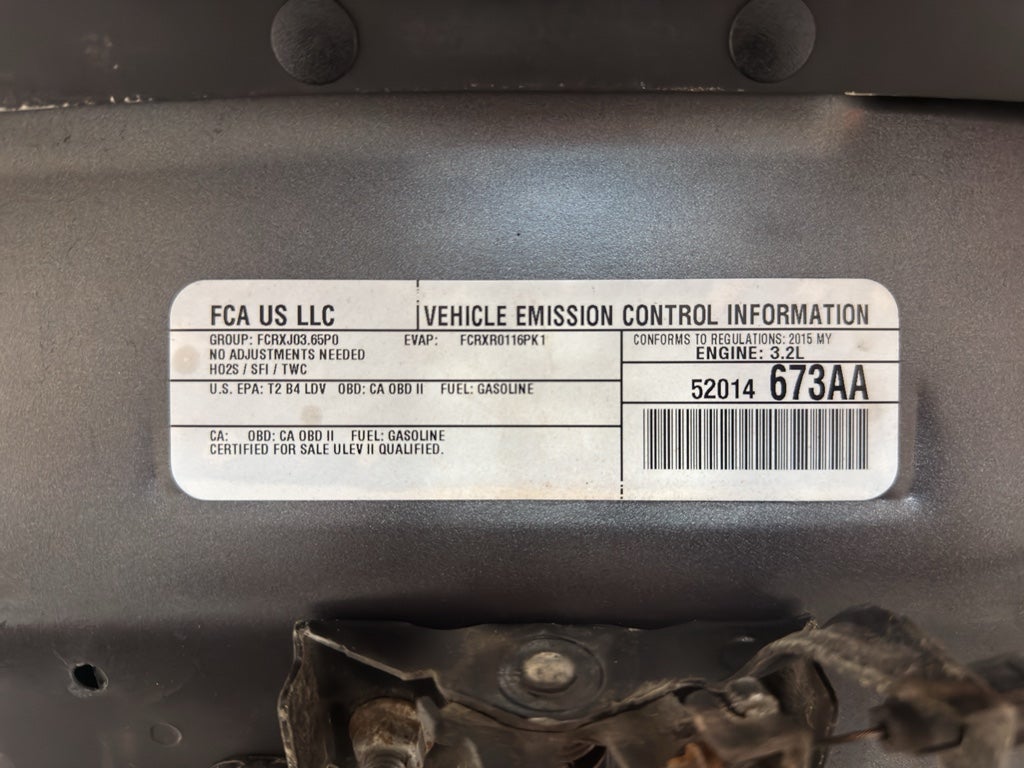 FCA US LLC
VEHICLE EMISSION CONTROL INFORMATION
GROUP: FCRXJ03.65P0 EVAP: FCRXR0116PK1
NO ADJUSTMENTS NEEDED
HO2S / SFI / TWC
U.S. EPA: T2 B4 LDV OBD: CA OBD II FUEL: GASOLINE
CA: OBD: CA OBD II FUEL: GASOLINE
CERTIFIED FOR SALE ULEV II QUALIFIED.
CONFORMS TO REGULATIONS: 2015 MY
ENGINE: 3.2L
52014 673AA